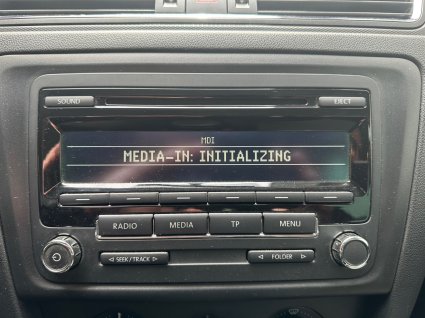 SOUND
EJECT
MDI
MEDIA-IN: INITIALIZING
RADIO
MEDIA
TP
MENU
< SEEK/TRACK >
< FOLDER >